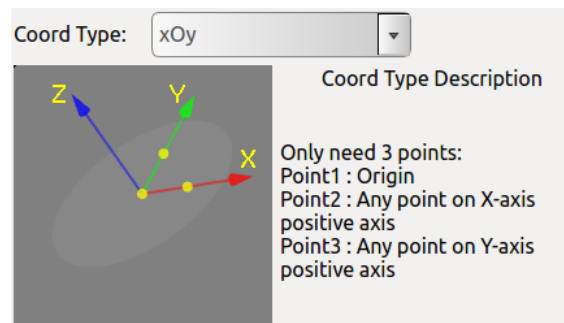 Coord Type: xOy
Coord Type Description
Z
Y
X
Only need 3 points:
Point1 : Origin
Point2 : Any point on X-axis
positive axis
Point3 : Any point on Y-axis
positive axis